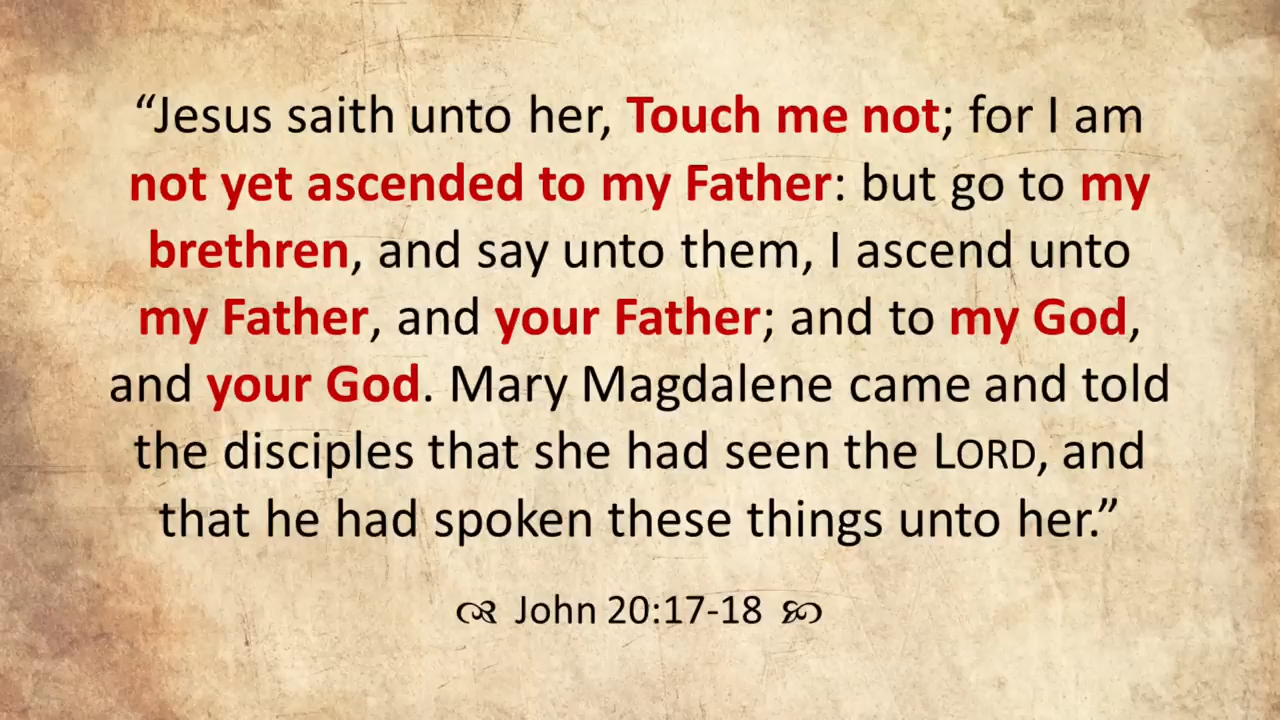 “Jesus saith unto her, Touch me not; for I am
not yet ascended to my Father: but go to my
brethren, and say unto them, I ascend unto
my Father, and your Father; and to my God,
and your God. Mary Magdalene came and told
the disciples that she had seen the LORD, and
that he had spoken these things unto her.”
John 20:17-18